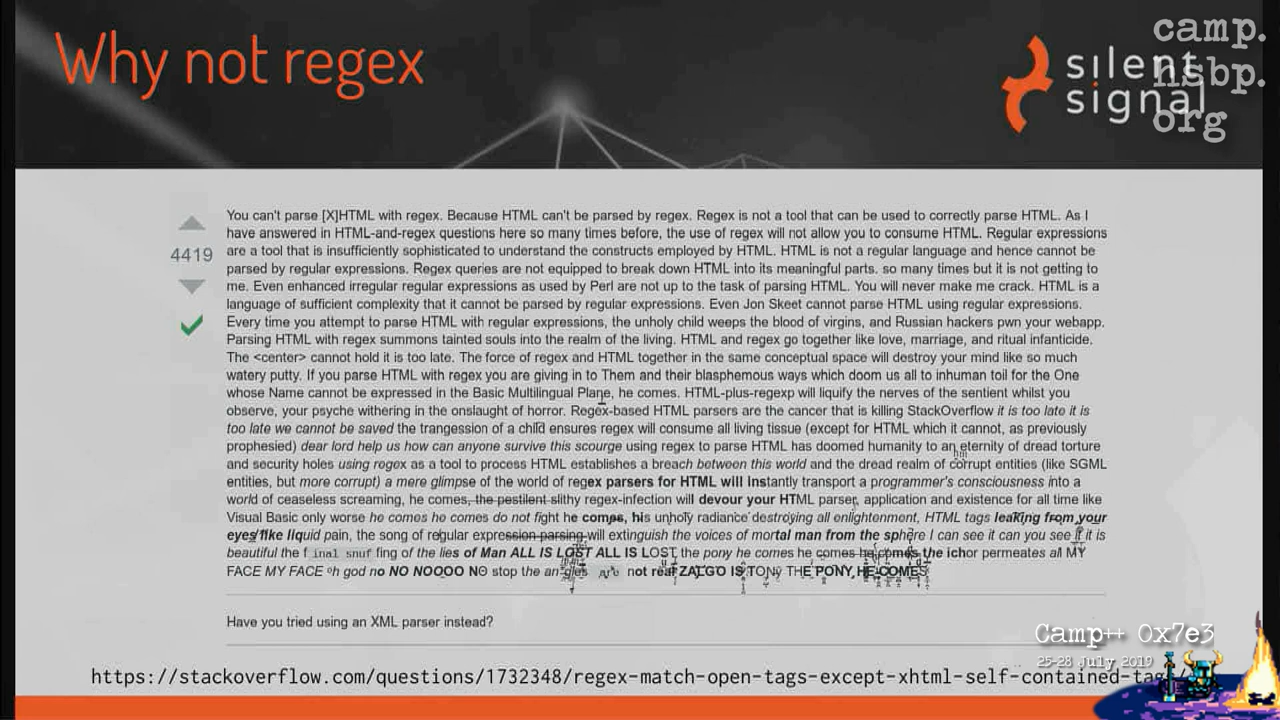 Why not regex
silent
signal
camp.
hsbp.
org
4419
You can't parse [X]HTML with regex. Because HTML can't be parsed by regex. Regex is not a tool that can be used to correctly parse HTML. As I
have answered in HTML-and-regex questions here so many times before, the use of regex will not allow you to consume HTML. Regular expressions
are a tool that is insufficiently sophisticated to understand the constructs employed by HTML. HTML is not a regular language and hence cannot be
parsed by regular expressions. Regex queries are not equipped to break down HTML into its meaningful parts. so many times but it is not getting to
me. Even enhanced irregular regular expressions as used by Perl are not up to the task of parsing HTML. You will never make me crack. HTML is a
language of sufficient complexity that it cannot be parsed by regular expressions. Even Jon Skeet cannot parse HTML using regular expressions.
Every time you attempt to parse HTML with regular expressions, the unholy child weeps the blood of virgins, and Russian hackers pwn your webapp.
Parsing HTML with regex summons tainted souls into the realm of the living. HTML and regex go together like love, marriage, and ritual infanticide.
The <center> cannot hold it is too late. The force of regex and HTML together in the same conceptual space will destroy your mind like so much
watery putty. If you parse HTML with regex you are giving in to Them and their blasphemous ways which doom us all to inhuman toil for the One
whose Name cannot be expressed in the Basic Multilingual Plane, he comes. HTML-plus-regexp will liquify the nerves of the sentient whilst you
observe, your psyche withering in the onslaught of horror. Regex-based HTML parsers are the cancer that is killing StackOverflow it is too late it is
too late we cannot be saved the trangession of a child ensures regex will consume all living tissue (except for HTML which it cannot, as previously
prophesied) dear lord help us how can anyone survive this scourge using regex to parse HTML has doomed humanity to an eternity of dread torture
and security holes using regex as a tool to process HTML establishes a breach between this world and the dread realm of corrupt entities (like SGML
entities, but more corrupt) a mere glimpse of the world of regex parsers for HTML will instantly transport a programmer's consciousness into a
world of ceaseless screaming, he comes, the pestilent slithy regex-infection will devour your HTML parser, application and existence for all time like
Visual Basic only worse he comes he comes do not fight he comes, his unholy radiance destroying all enlightenment, HTML tags leaking from your
eyes like liquid pain, the song of regular expression parsing will extinguish the voices of mortal man from the sphere I can see it can you see it it is
beautiful the f inal snuf fing of the lies of Man ALL IS LOST ALL IS LOST the pony he comes he comes he comes the ichor permeates all MY
FACE MY FACE oh god no NO NOOOO NO stop the an gles are not real ZALGO IS TONY THE PONY HE COMES
Have you tried using an XML parser instead?
https://stackoverflow.com/questions/1732348/regex-match-open-tags-except-xhtml-self-contained-tag
Camp++ 0x7e3
25-28 July 2019